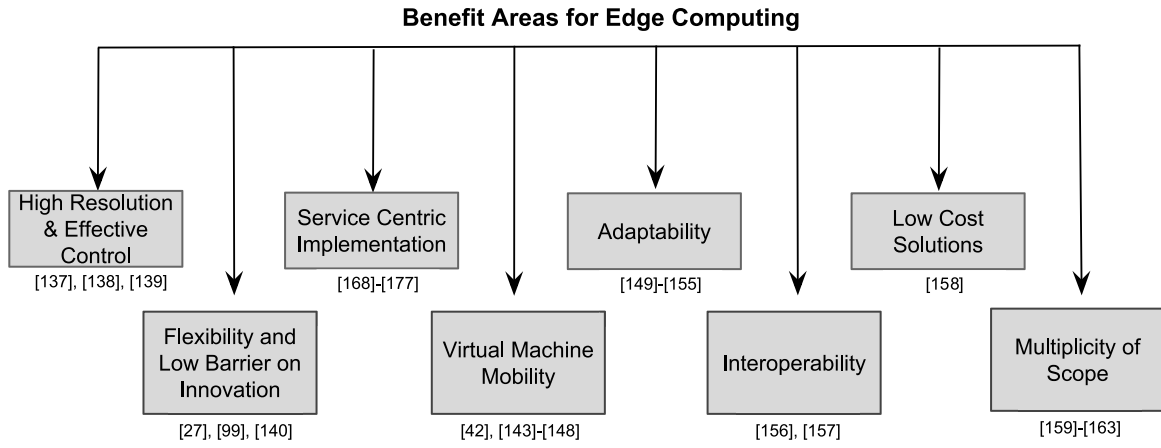 Benefit Areas for Edge Computing
High Resolution
& Effective
Control
[137], [138], [139]
Service Centric
Implementation
[168]-[177]
Adaptability
[149]-[155]
Low Cost
Solutions
[158]
Flexibility and
Low Barrier on
Innovation
[27], [99], [140]
Virtual Machine
Mobility
[42], [143]-[148]
Interoperability
[156], [157]
Multiplicity of
Scope
[159]-[163]